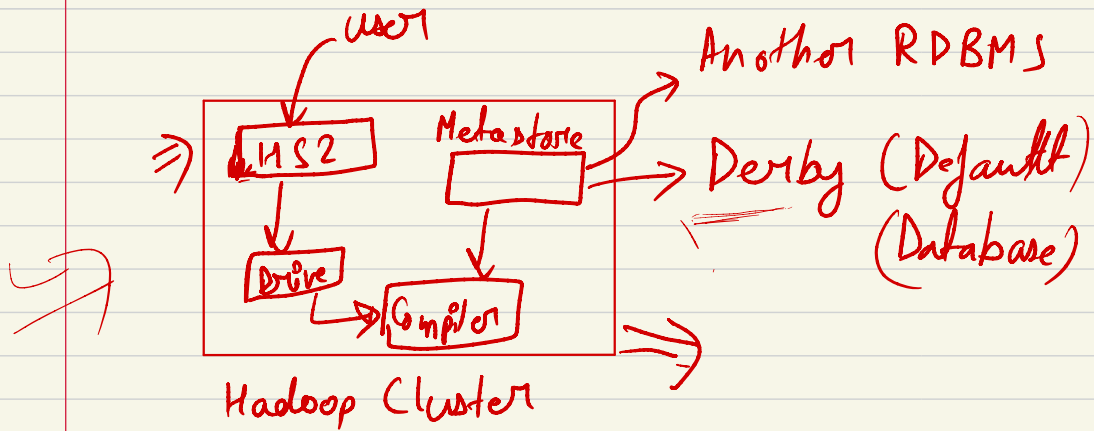 user
Another RDBMS
Metastore
HS2
Derby (Default)
(Database)
Drive
Compiler
Hadoop Cluster